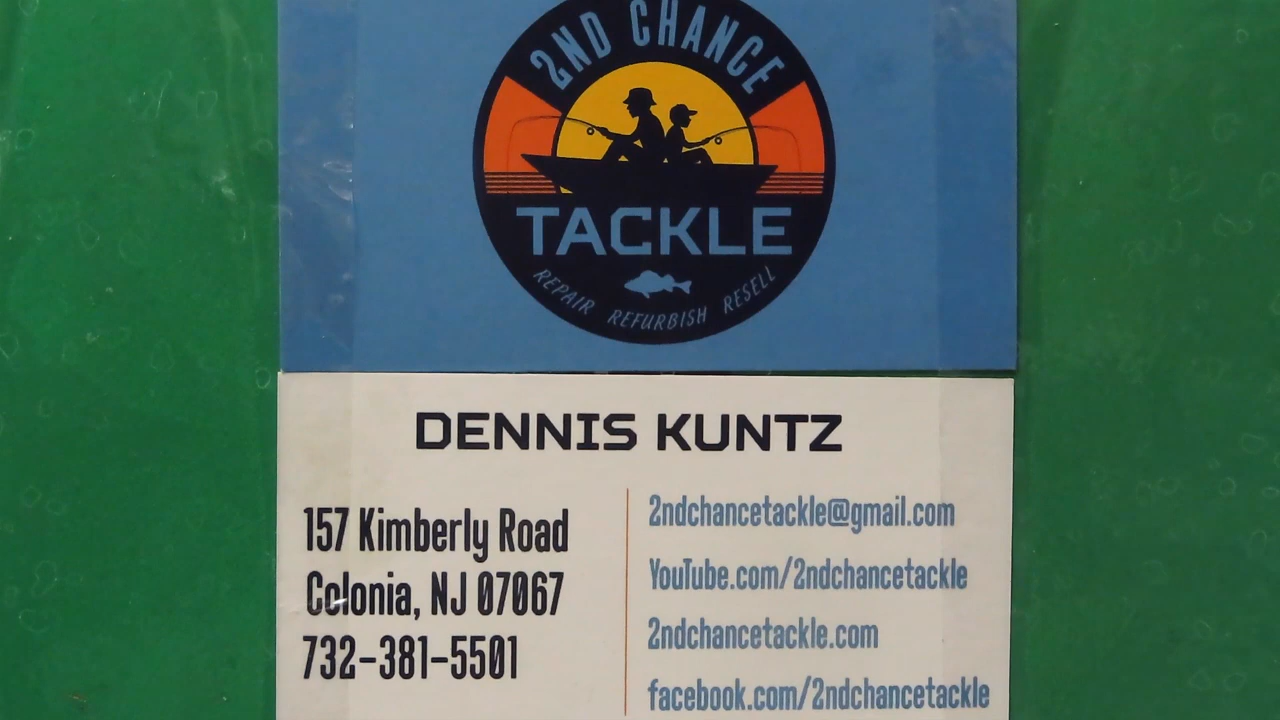 2ND CHANCE
TACKLE
REPAIR REFURBISH RESELL
DENNIS KUNTZ
157 Kimberly Road
Colonia, NJ 07067
732-381-5501
2ndchancetackle@gmail.com
YouTube.com/2ndchancetackle
2ndchancetackle.com
facebook.com/2ndchancetackle